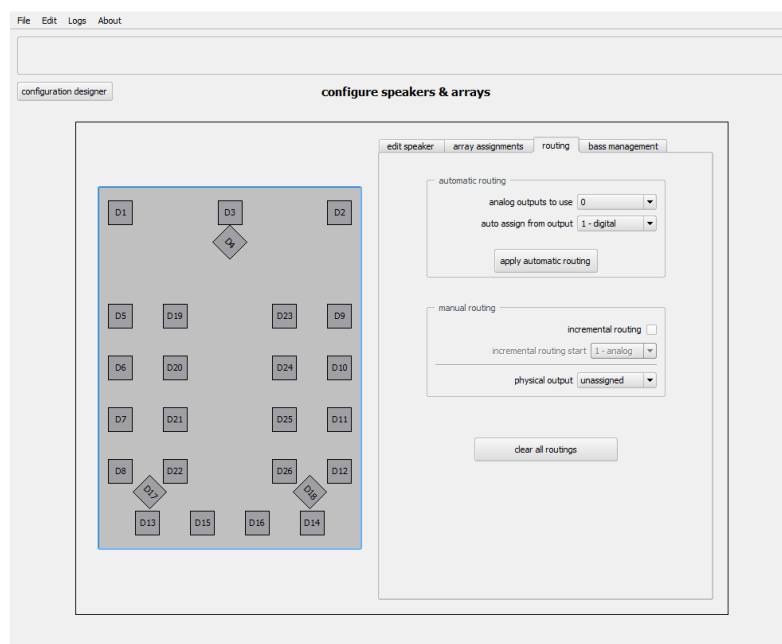 File Edit Logs About
configuration designer
configure speakers & arrays
edit speaker array assignments routing bass management
automatic routing
analog outputs to use 0
auto assign from output 1 - digital
apply automatic routing
manual routing
incremental routing
incremental routing start 1 - analog
physical output unassigned
clear all routings
D1 D3 D2
D4
D5 D19 D23 D9
D6 D20 D24 D10
D7 D21 D25 D11
D8 D22 D26 D12
D17 D18
D13 D15 D16 D14